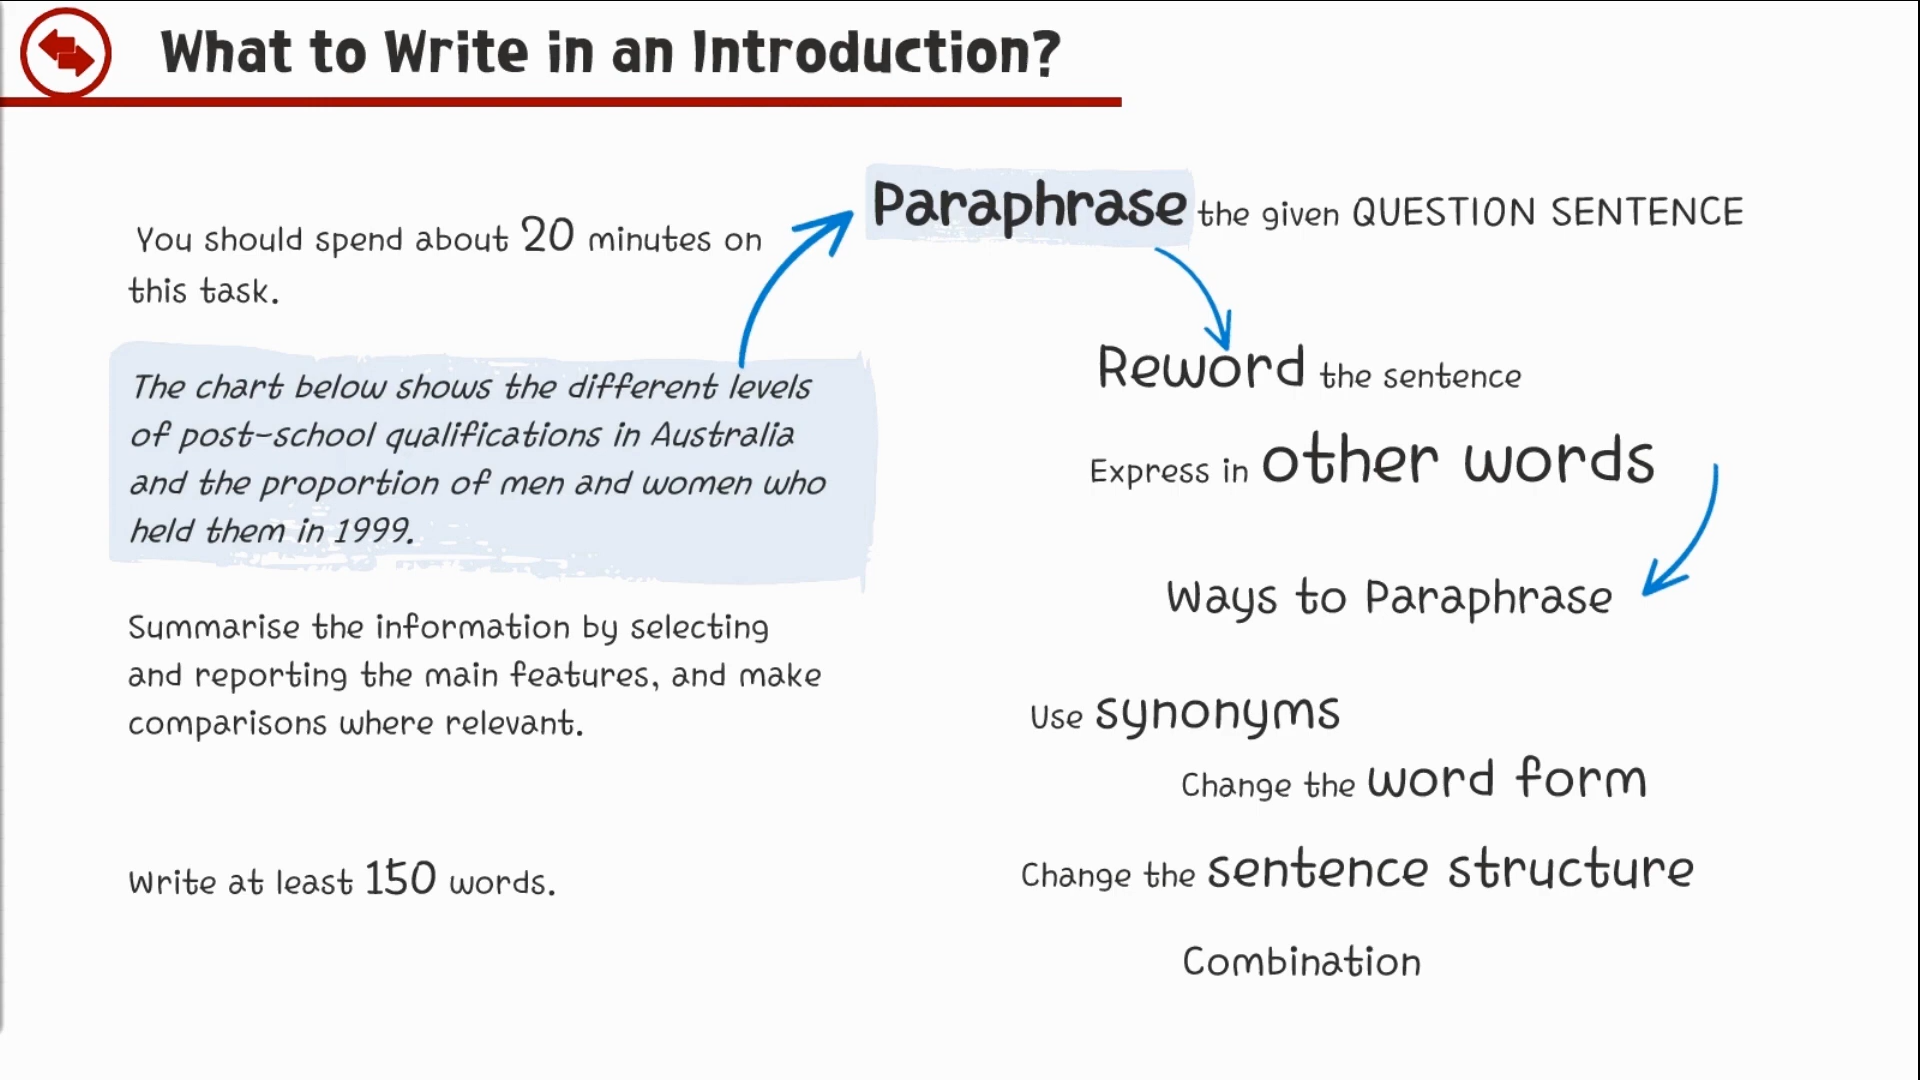 What to Write in an Introduction?
You should spend about 20 minutes on
this task.
The chart below shows the different levels
of post-school qualifications in Australia
and the proportion of men and women who
held them in 1999.
Summarise the information by selecting
and reporting the main features, and make
comparisons where relevant.
Write at least 150 words.
Paraphrase the given QUESTION SENTENCE
Reword the sentence
Express in other words
Ways to Paraphrase
Use synonyms
Change the word form
Change the sentence structure
Combination